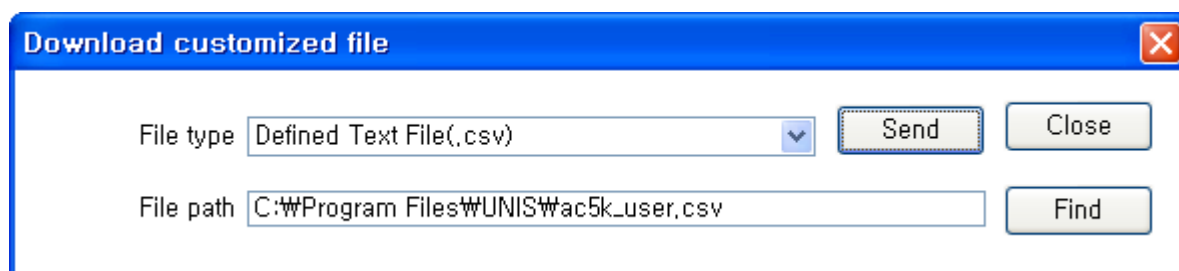 Download customized file
File type Defined Text File(.csv) Send Close
File path C:₩Program Files₩UNIS₩ac5k_user.csv Find